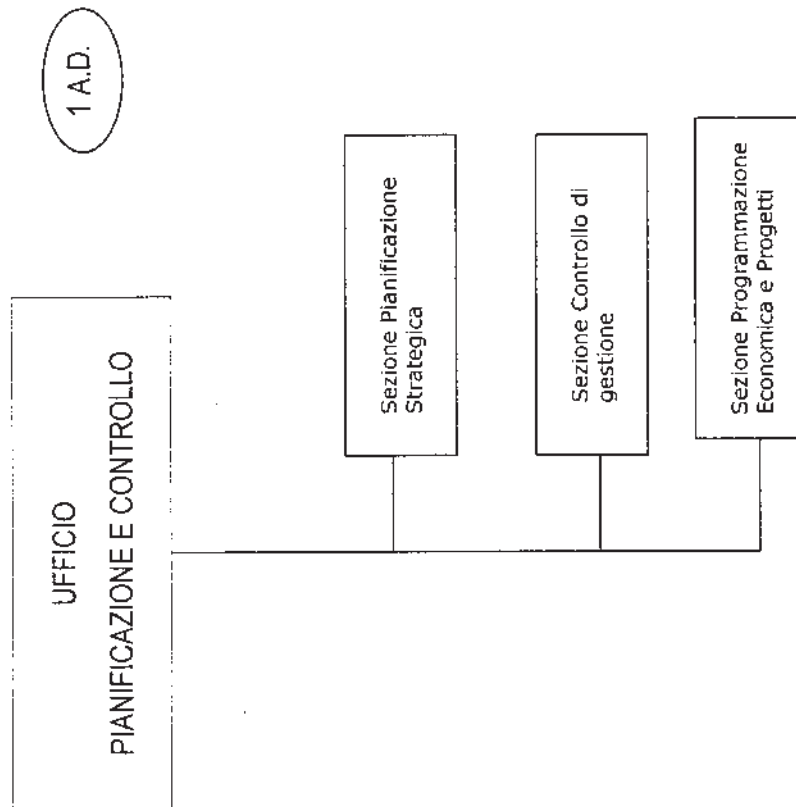 1 A.D.
UFFICIO
PIANIFICAZIONE E CONTROLLO
Sezione Pianificazione
Strategica
Sezione Controllo di
gestione
Sezione Programmazione
Economica e Progetti